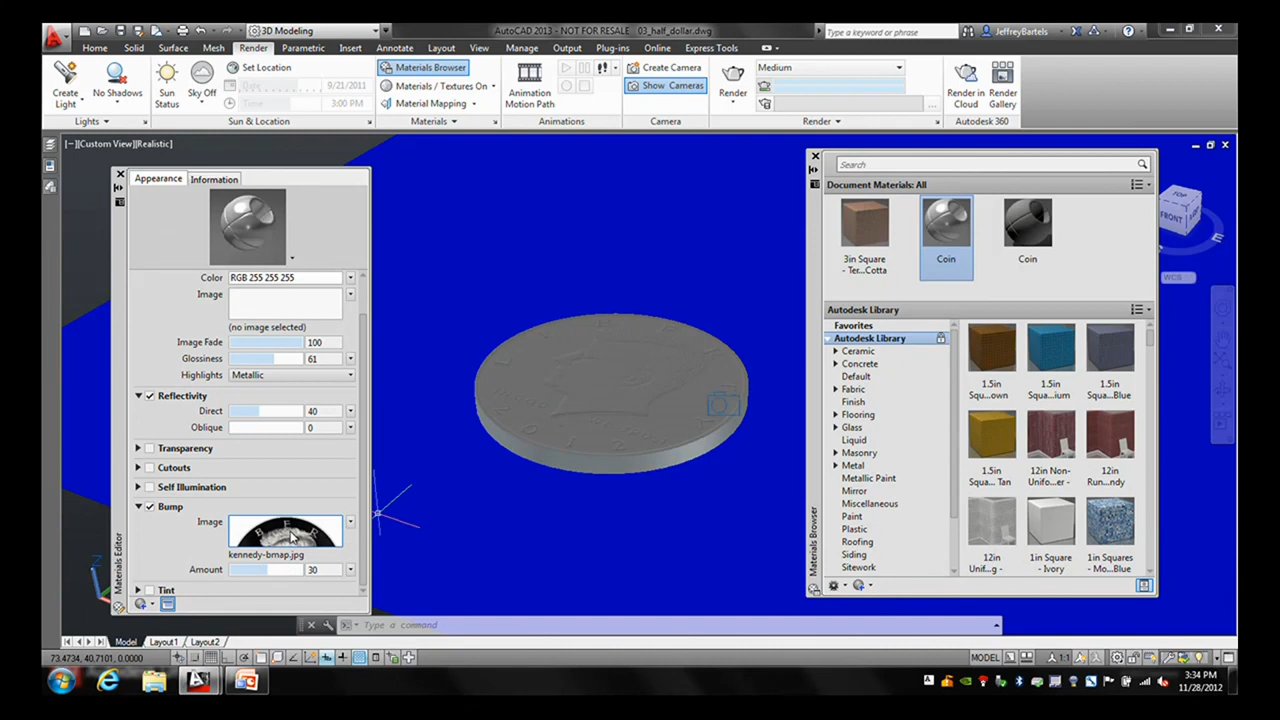 3D Modeling
AutoCAD 2013 - NOT FOR RESALE 03_half_dollar.dwg
Type a keyword or phrase
JeffreyBartels
Home Solid Surface Mesh Render Parametric Insert Annotate Layout View Manage Output Plug-ins Online Express Tools
Create Light
No Shadows
Sun Status
Sky Off
Set Location
Date 9/21/2011
Time 3:00 PM
Materials Browser
Materials / Textures On
Material Mapping
Animation Motion Path
Create Camera
Show Cameras
Render
Medium
Render in Cloud
Render Gallery
Lights
Sun & Location
Materials
Animations
Camera
Render
Autodesk 360
[−][Custom View][Realistic]
Appearance Information
Color RGB 255 255 255
Image
(no image selected)
Image Fade 100
Glossiness 61
Highlights Metallic
Reflectivity
Direct 40
Oblique 0
Transparency
Cutouts
Self Illumination
Bump
Image
B E R
kennedy-bmap.jpg
Amount 30
Tint
Materials Editor
Search
Document Materials: All
3in Square - Ter...Cotta
Coin
Coin
Autodesk Library
Favorites
Autodesk Library
Ceramic
Concrete
Default
Fabric
Finish
Flooring
Glass
Liquid
Masonry
Metal
Metallic Paint
Mirror
Miscellaneous
Paint
Plastic
Roofing
Siding
Sitework
1.5in Squa...own
1.5in Squa...ium
1.5in Squa...Blue
1.5in Squa... Tan
12in Non-Unifo...er -
12in Run...ndy
12in Unif...g -
1in Square - Ivory
1in Squares - Mo...Blue
Materials Browser
TOP
FRONT
E
WCS
Type a command
Model Layout1 Layout2
73.4734, 40.7101, 0.0000
MODEL
1:1
3:34 PM
11/28/2012